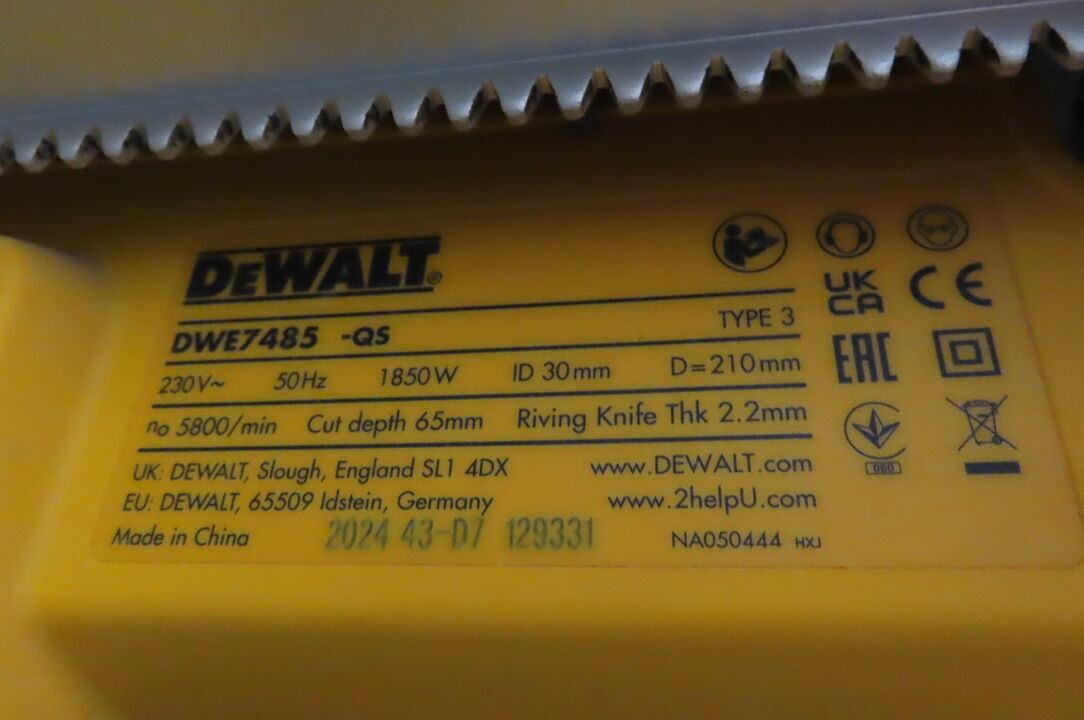 DEWALT®
DWE7485 -QS TYPE 3
230V~ 50Hz 1850W ID 30mm D=210mm
n₀ 5800/min Cut depth 65mm Riving Knife Thk 2.2mm
UK: DEWALT, Slough, England SL1 4DX www.DEWALT.com
EU: DEWALT, 65509 Idstein, Germany www.2helpU.com
Made in China 2024 43-D7 129331 NA050444 HXJ
UK
CA
CE
EAC
060